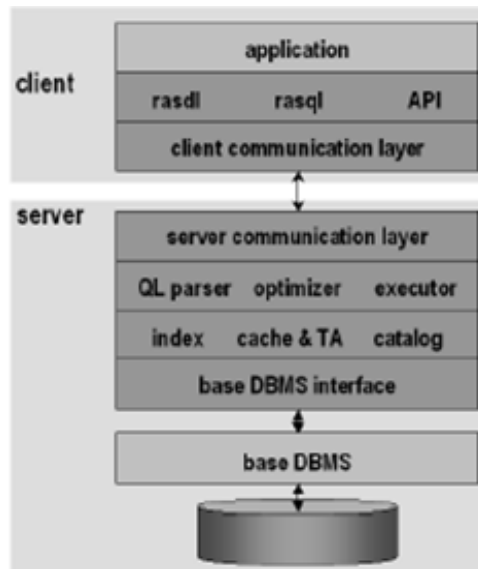 application
client
rasdl rasql API
client communication layer
server
server communication layer
QL parser optimizer executor
index cache & TA catalog
base DBMS interface
base DBMS